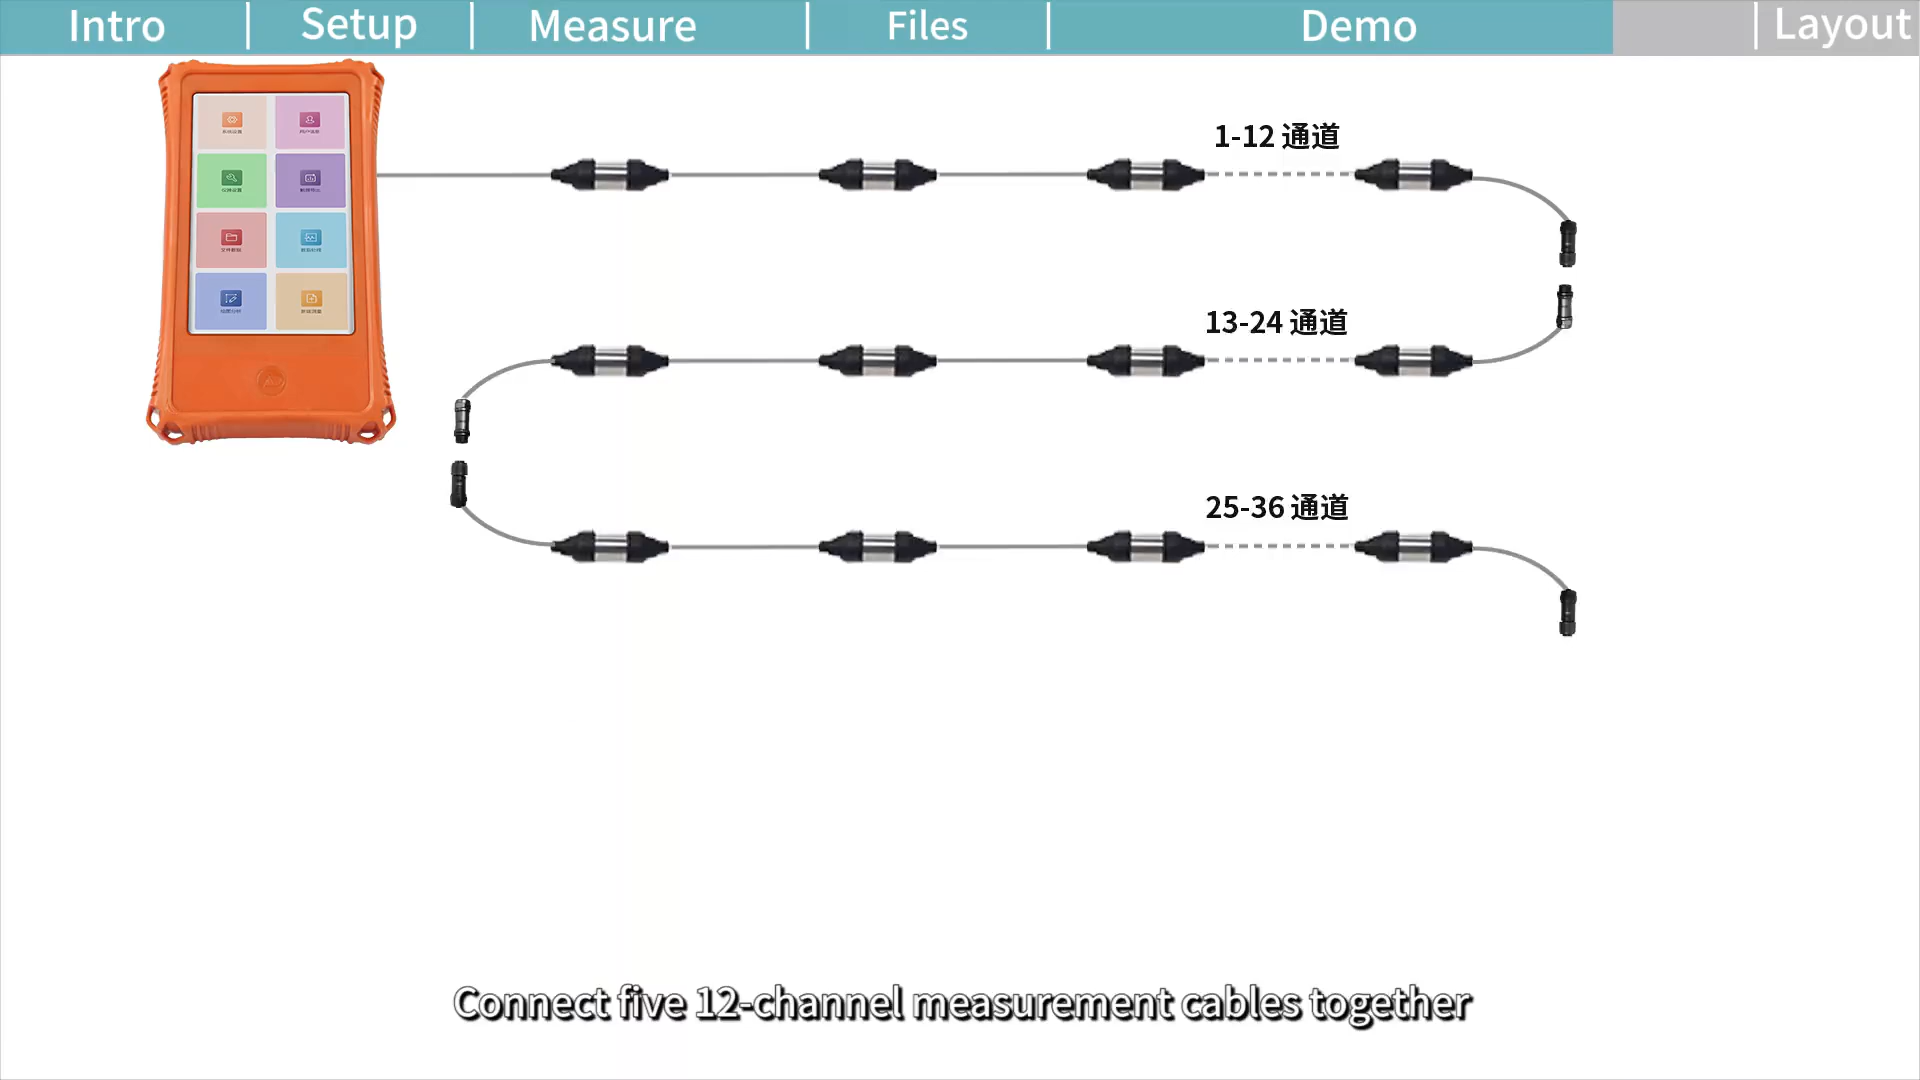 Intro
Setup
Measure
Files
Demo
Layout
1-12 通道
13-24 通道
25-36 通道
Connect five 12-channel measurement cables together